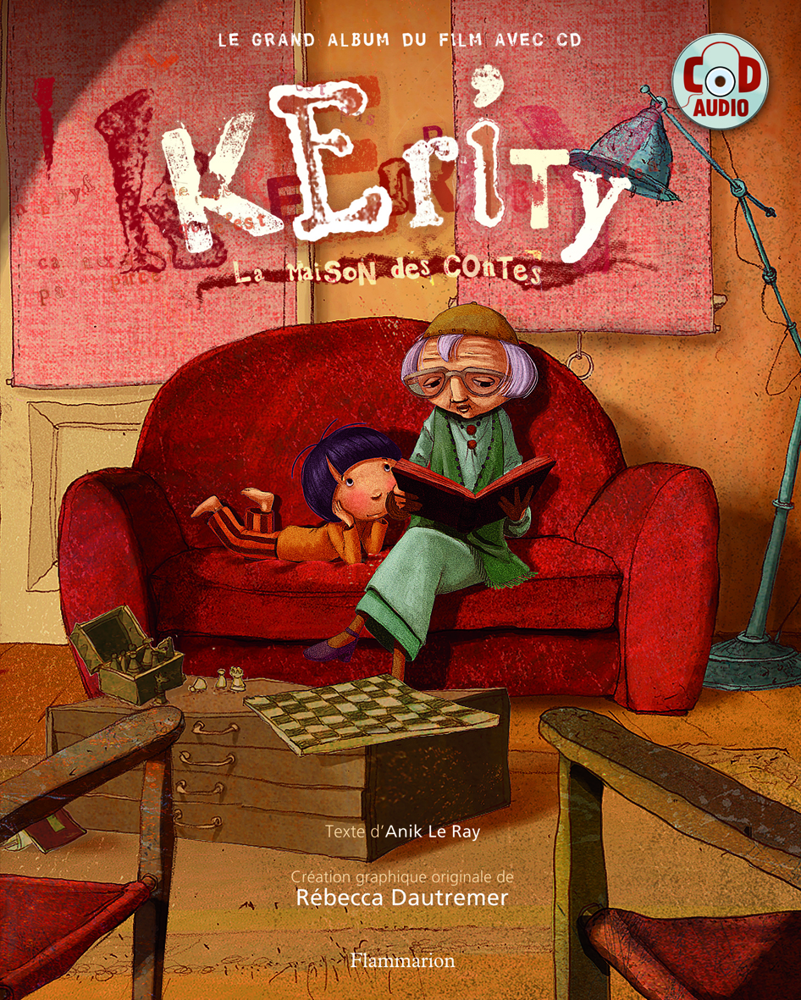 LE GRAND ALBUM DU FILM AVEC CD
CD
AUDIO
KEriTy
La MaiSoN des COnTes
Texte d'Anik Le Ray
Création graphique originale de
Rébecca Dautremer
Flammarion